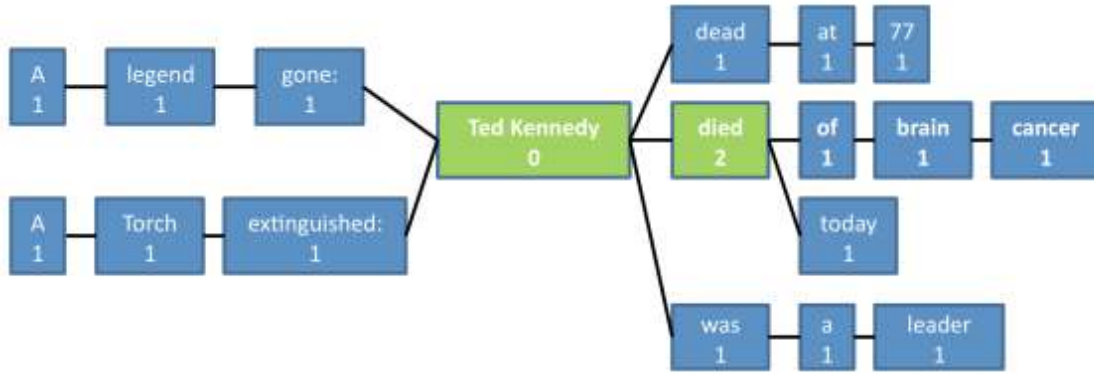 dead at 77
1 1 1
A legend gone:
1 1 1
Ted Kennedy died of brain cancer
0 2 1 1 1
A Torch extinguished: today
1 1 1 1
was a leader
1 1 1